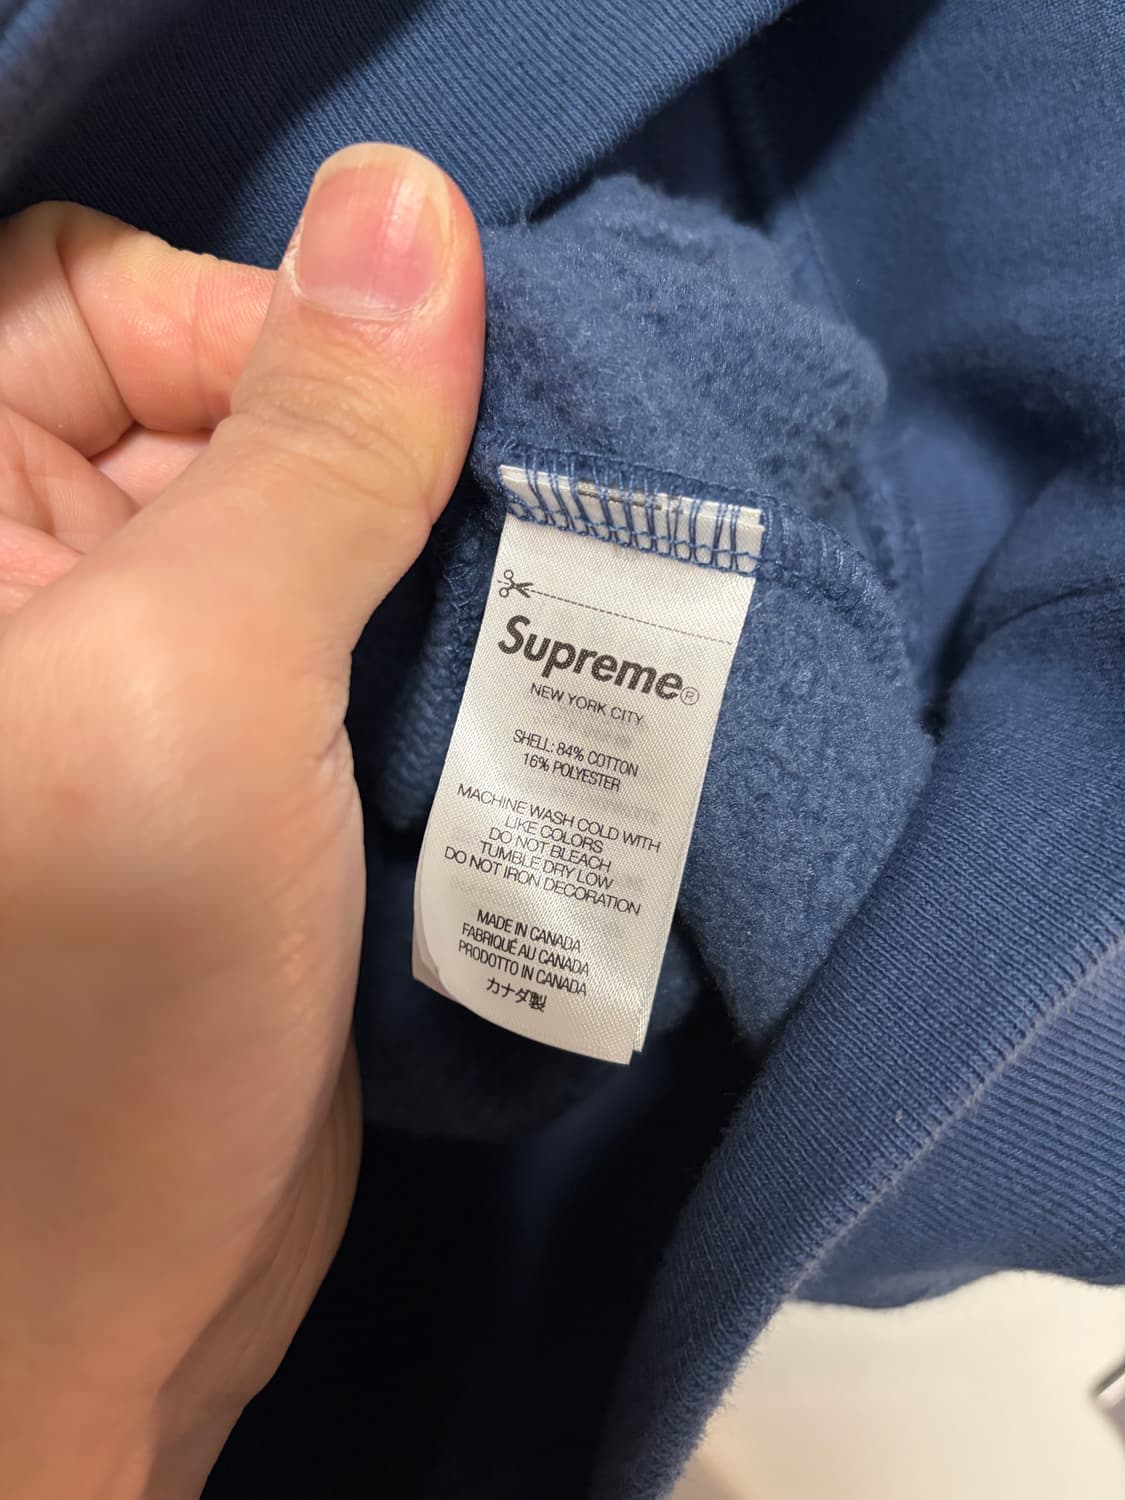 Supreme®
NEW YORK CITY
SHELL: 84% COTTON
16% POLYESTER
MACHINE WASH COLD WITH
LIKE COLORS
DO NOT BLEACH
TUMBLE DRY LOW
DO NOT IRON DECORATION
MADE IN CANADA
FABRIQUÉ AU CANADA
PRODOTTO IN CANADA
カナダ製